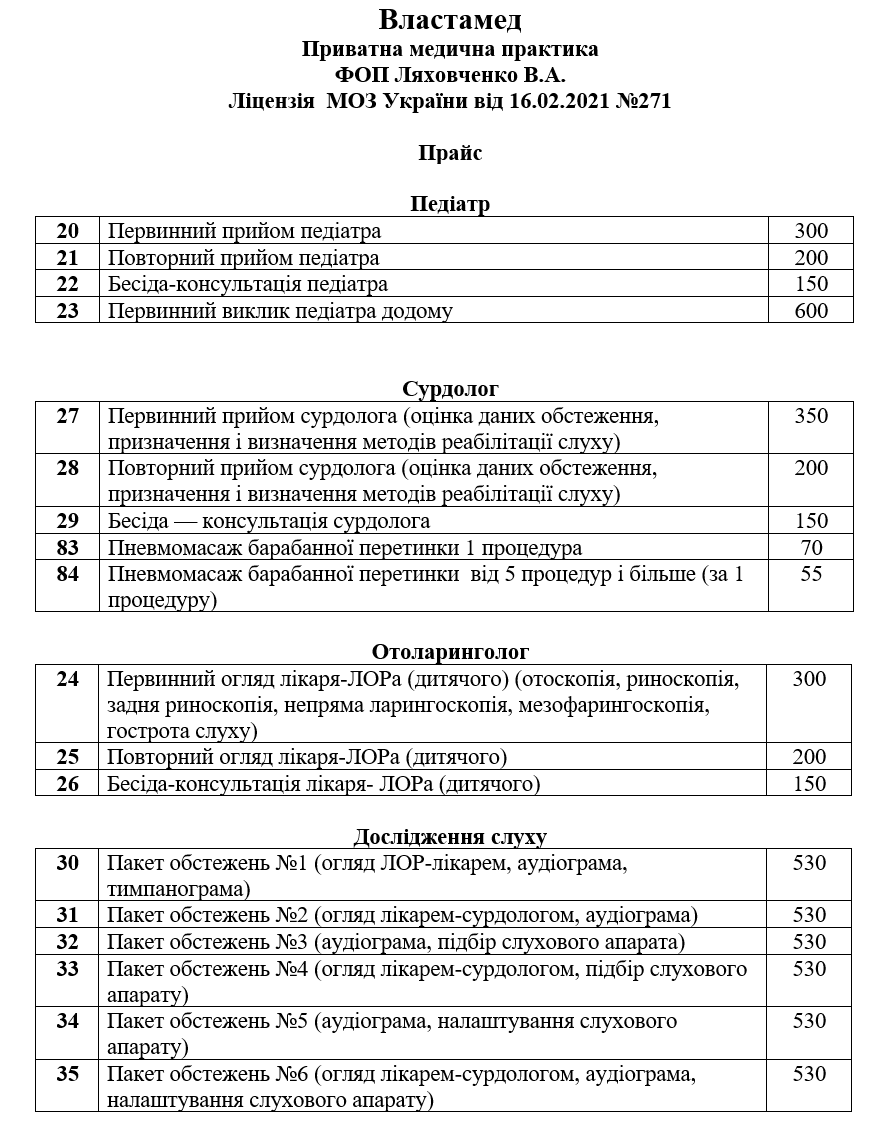 Властамед
Приватна медична практика
ФОП Ляховченко В.А.
Ліцензія МОЗ України від 16.02.2021 №271
Прайс
Педіатр
20 Первинний прийом педіатра 300
21 Повторний прийом педіатра 200
22 Бесіда-консультація педіатра 150
23 Первинний виклик педіатра додому 600
Сурдолог
27 Первинний прийом сурдолога (оцінка даних обстеження, 350
призначення і визначення методів реабілітації слуху)
28 Повторний прийом сурдолога (оцінка даних обстеження, 200
призначення і визначення методів реабілітації слуху)
29 Бесіда — консультація сурдолога 150
83 Пневмомасаж барабанної перетинки 1 процедура 70
84 Пневмомасаж барабанної перетинки від 5 процедур і більше (за 1 55
процедуру)
Отоларинголог
24 Первинний огляд лікаря-ЛОРа (дитячого) (отоскопія, риноскопія, 300
задня риноскопія, непряма ларингоскопія, мезофарингоскопія,
гострота слуху)
25 Повторний огляд лікаря-ЛОРа (дитячого) 200
26 Бесіда-консультація лікаря- ЛОРа (дитячого) 150
Дослідження слуху
30 Пакет обстежень №1 (огляд ЛОР-лікарем, аудіограма, 530
тимпанограма)
31 Пакет обстежень №2 (огляд лікарем-сурдологом, аудіограма) 530
32 Пакет обстежень №3 (аудіограма, підбір слухового апарата) 530
33 Пакет обстежень №4 (огляд лікарем-сурдологом, підбір слухового 530
апарату)
34 Пакет обстежень №5 (аудіограма, налаштування слухового 530
апарату)
35 Пакет обстежень №6 (огляд лікарем-сурдологом, аудіограма, 530
налаштування слухового апарату)